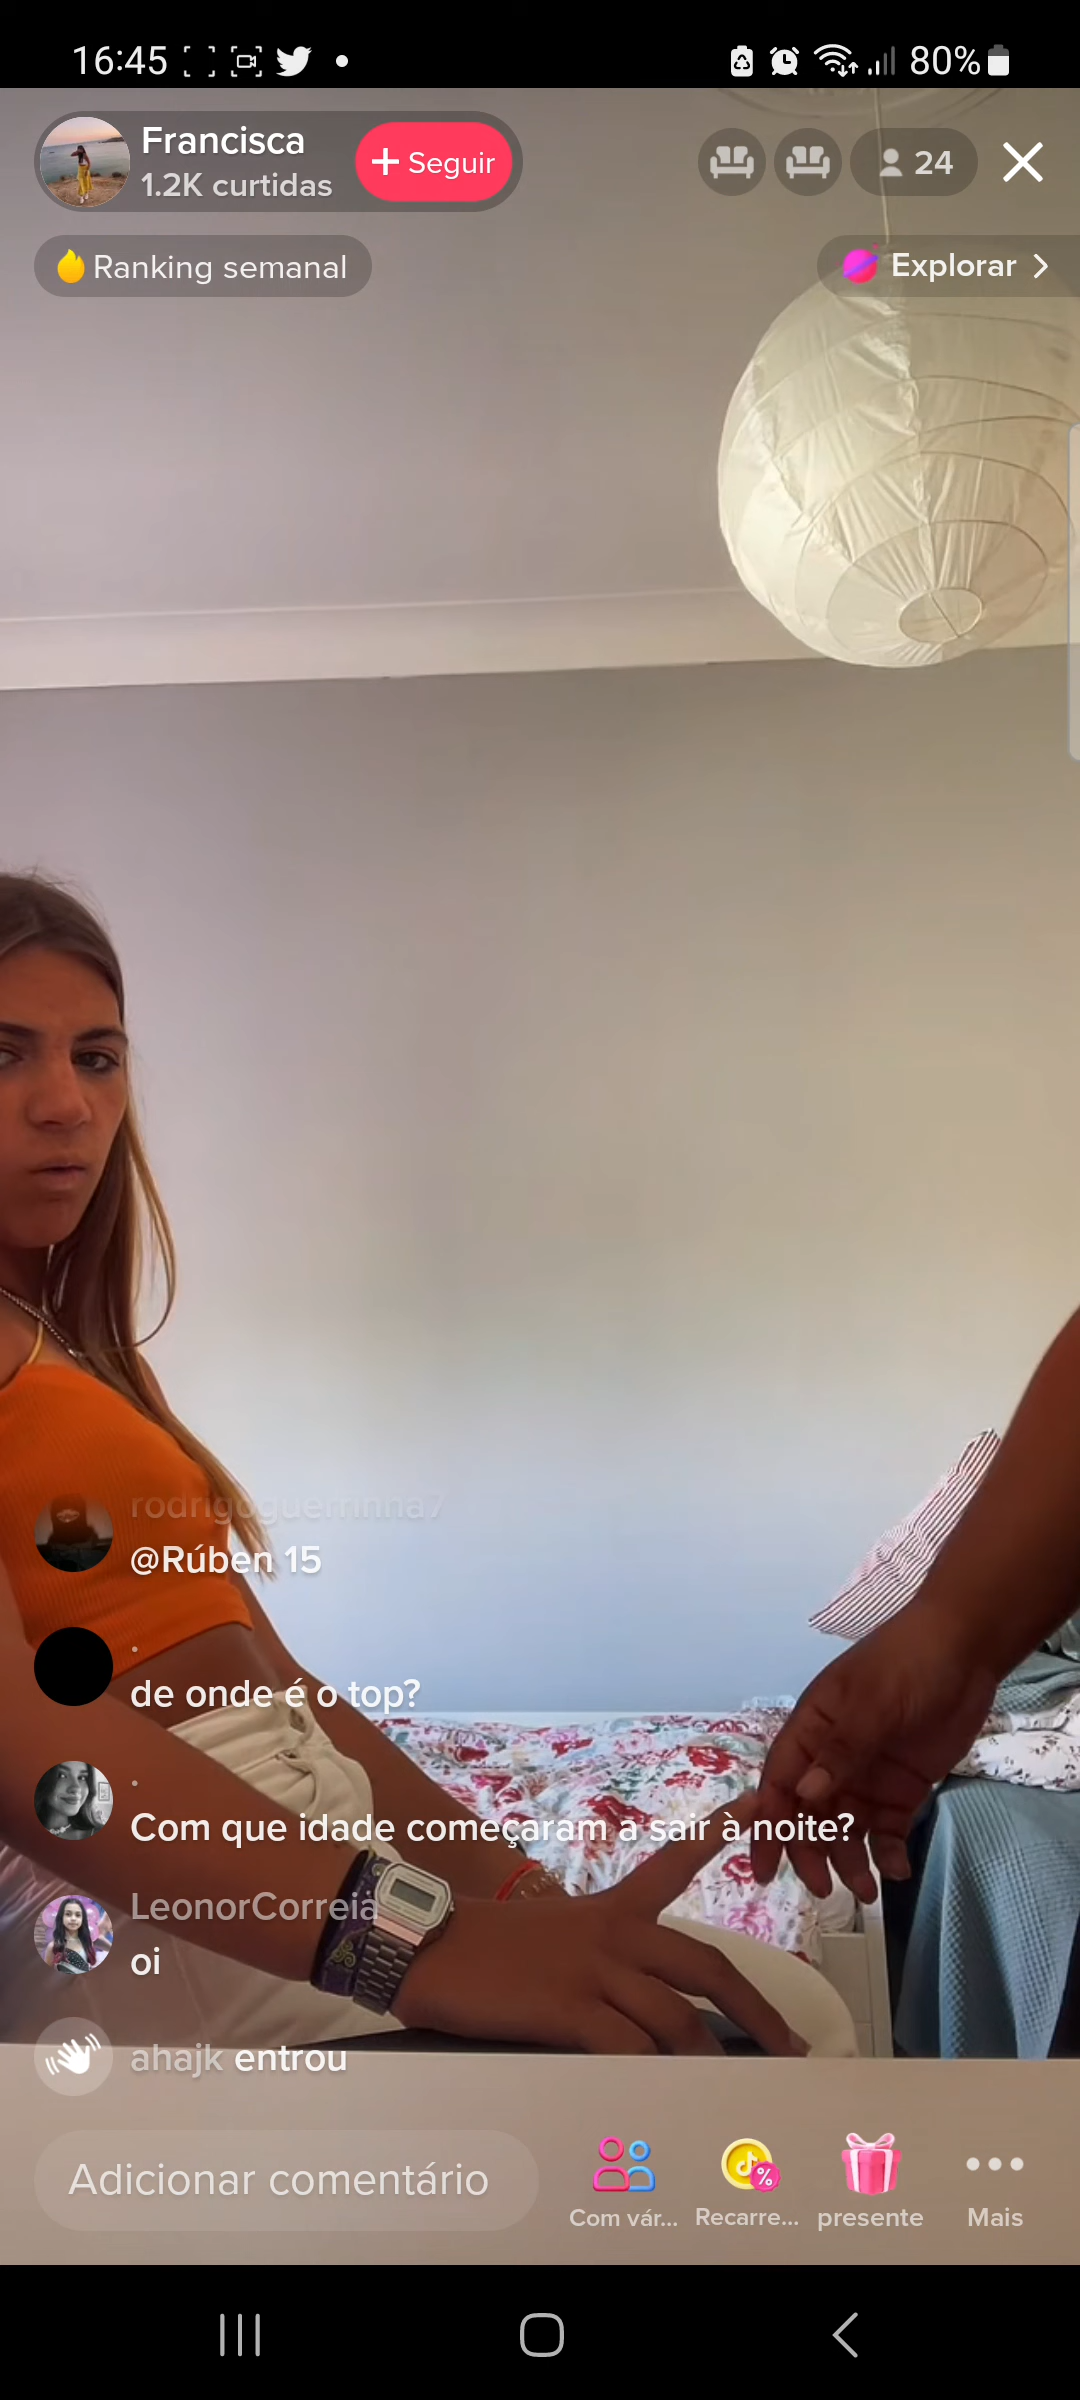 16:45
80%
Francisca
1.2K curtidas
+ Seguir
24
Ranking semanal
Explorar
rodrigoguerrinha7
@Rúben 15
.
de onde é o top?
.
Com que idade começaram a sair à noite?
LeonorCorreia
oi
ahajk entrou
Adicionar comentário
Com vár...
Recarre...
presente
Mais